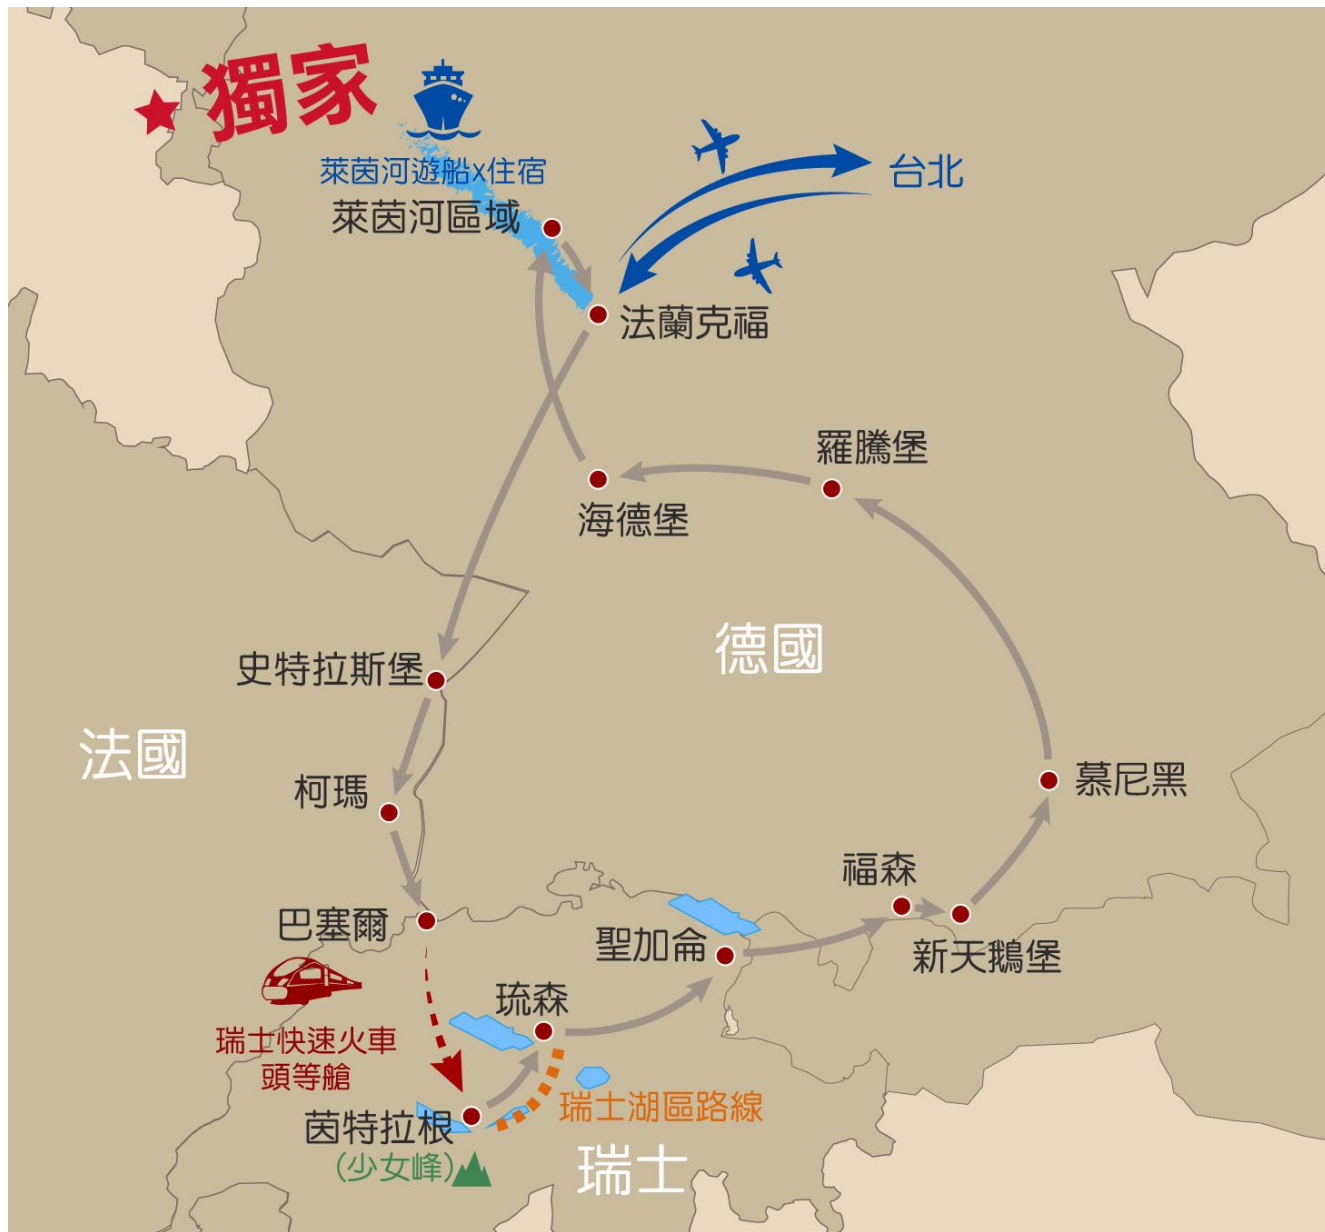 獨家
萊茵河遊船x住宿
萊茵河區域
台北
法蘭克福
羅騰堡
海德堡
德國
史特拉斯堡
法國
柯瑪
慕尼黑
福森
巴塞爾
聖加侖
新天鵝堡
琉森
瑞士快速火車
頭等艙
瑞士湖區路線
茵特拉根
(少女峰)
瑞士